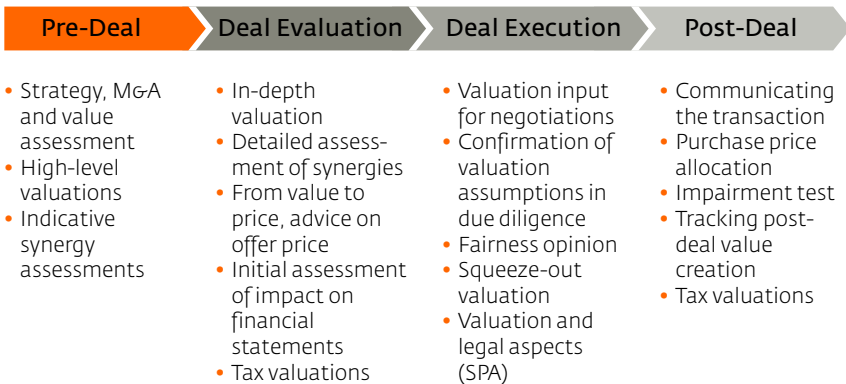 Pre-Deal
Deal Evaluation
Deal Execution
Post-Deal
• Strategy, M&A
and value
assessment
• High-level
valuations
• Indicative
synergy
assessments
• In-depth
valuation
• Detailed assess-
ment of synergies
• From value to
price, advice on
offer price
• Initial assessment
of impact on
financial
statements
• Tax valuations
• Valuation input
for negotiations
• Confirmation of
valuation
assumptions in
due diligence
• Fairness opinion
• Squeeze-out
valuation
• Valuation and
legal aspects
(SPA)
• Communicating
the transaction
• Purchase price
allocation
• Impairment test
• Tracking post-
deal value
creation
• Tax valuations